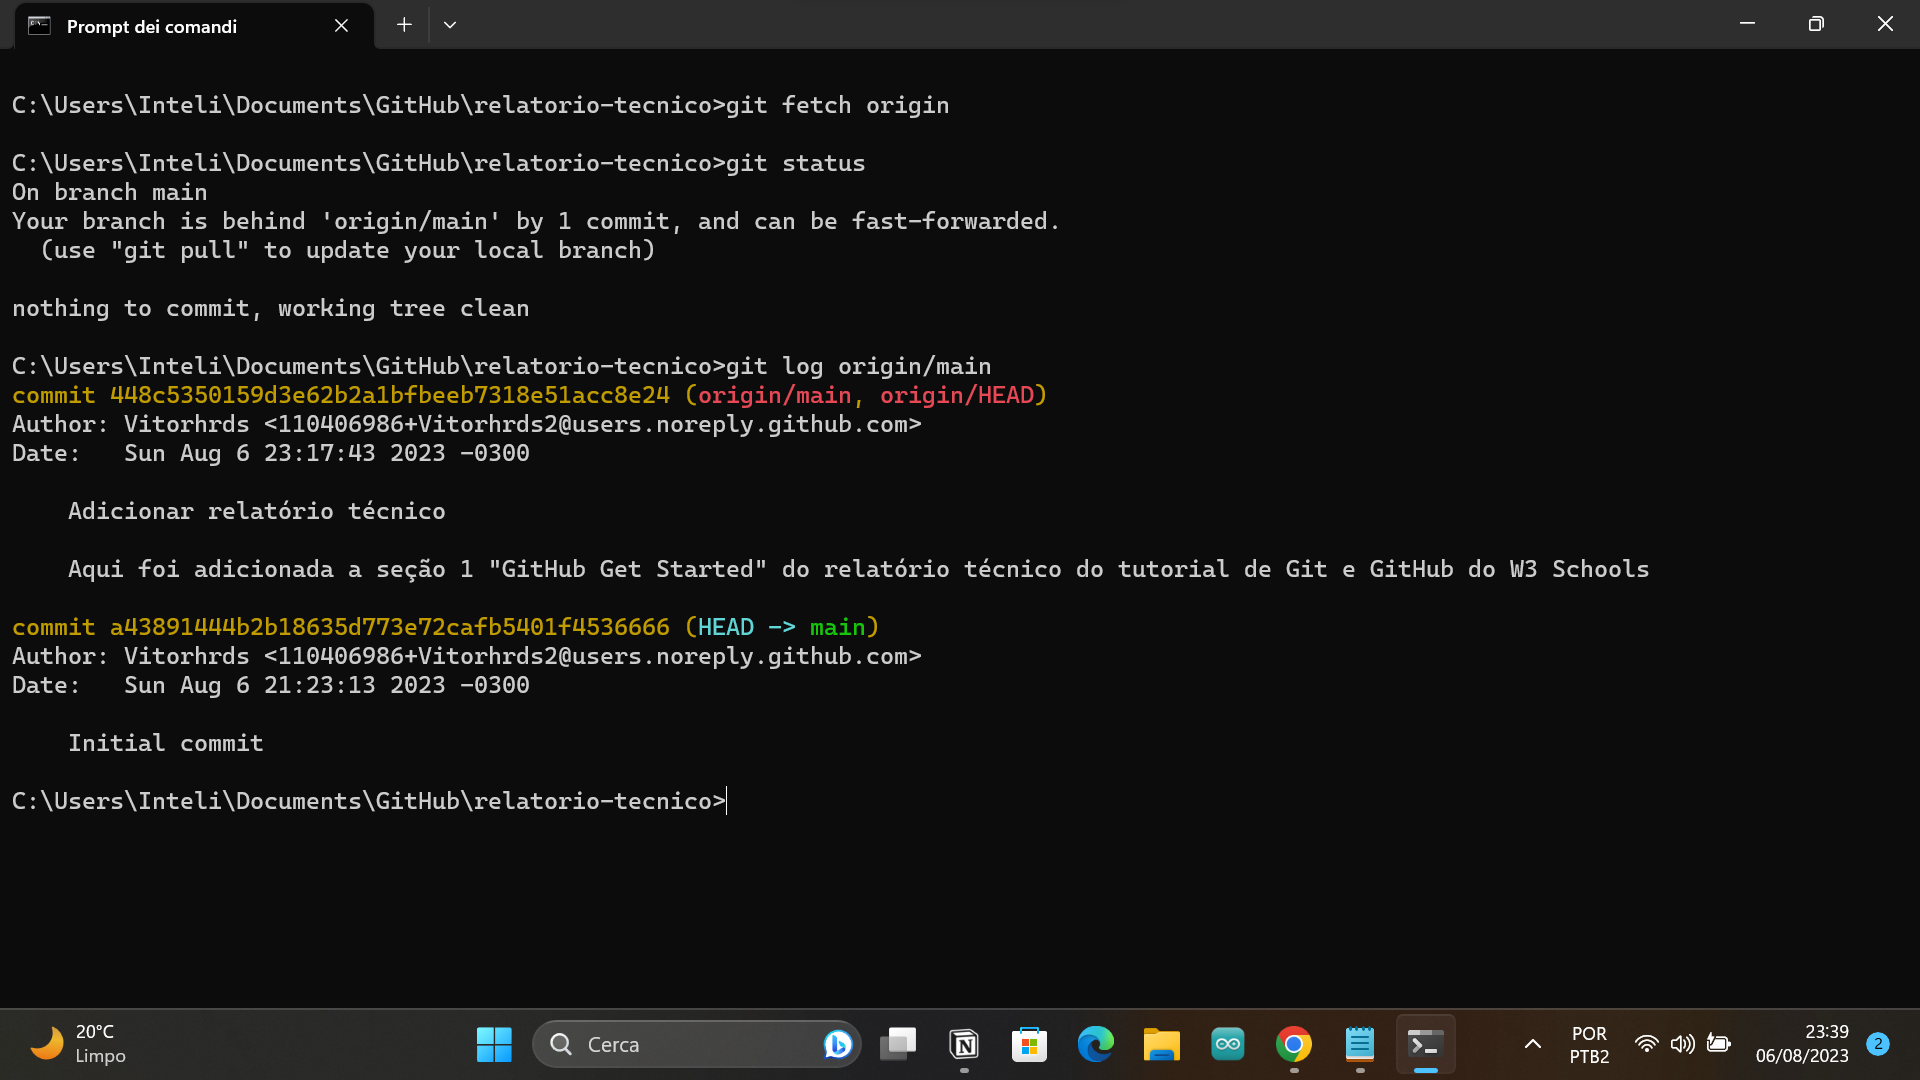 Prompt dei comandi
C:\Users\Inteli\Documents\GitHub\relatorio-tecnico>git fetch origin
C:\Users\Inteli\Documents\GitHub\relatorio-tecnico>git status
On branch main
Your branch is behind 'origin/main' by 1 commit, and can be fast-forwarded.
  (use "git pull" to update your local branch)
nothing to commit, working tree clean
C:\Users\Inteli\Documents\GitHub\relatorio-tecnico>git log origin/main
commit 448c5350159d3e62b2a1bfbeeb7318e51acc8e24 (origin/main, origin/HEAD)
Author: Vitorhrds <110406986+Vitorhrds2@users.noreply.github.com>
Date:   Sun Aug 6 23:17:43 2023 -0300
    Adicionar relatório técnico
    Aqui foi adicionada a seção 1 "GitHub Get Started" do relatório técnico do tutorial de Git e GitHub do W3 Schools
commit a43891444b2b18635d773e72cafb5401f4536666 (HEAD -> main)
Author: Vitorhrds <110406986+Vitorhrds2@users.noreply.github.com>
Date:   Sun Aug 6 21:23:13 2023 -0300
    Initial commit
C:\Users\Inteli\Documents\GitHub\relatorio-tecnico>
20°C
Limpo
Cerca
POR
PTB2
23:39
06/08/2023
2